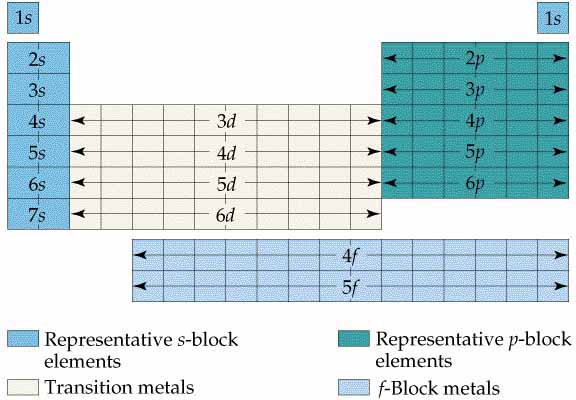 1s 1s
2s 2p
3s 3p
4s 3d 4p
5s 4d 5p
6s 5d 6p
7s 6d
4f
5f
Representative s-block
elements
Representative p-block
elements
Transition metals
f-Block metals